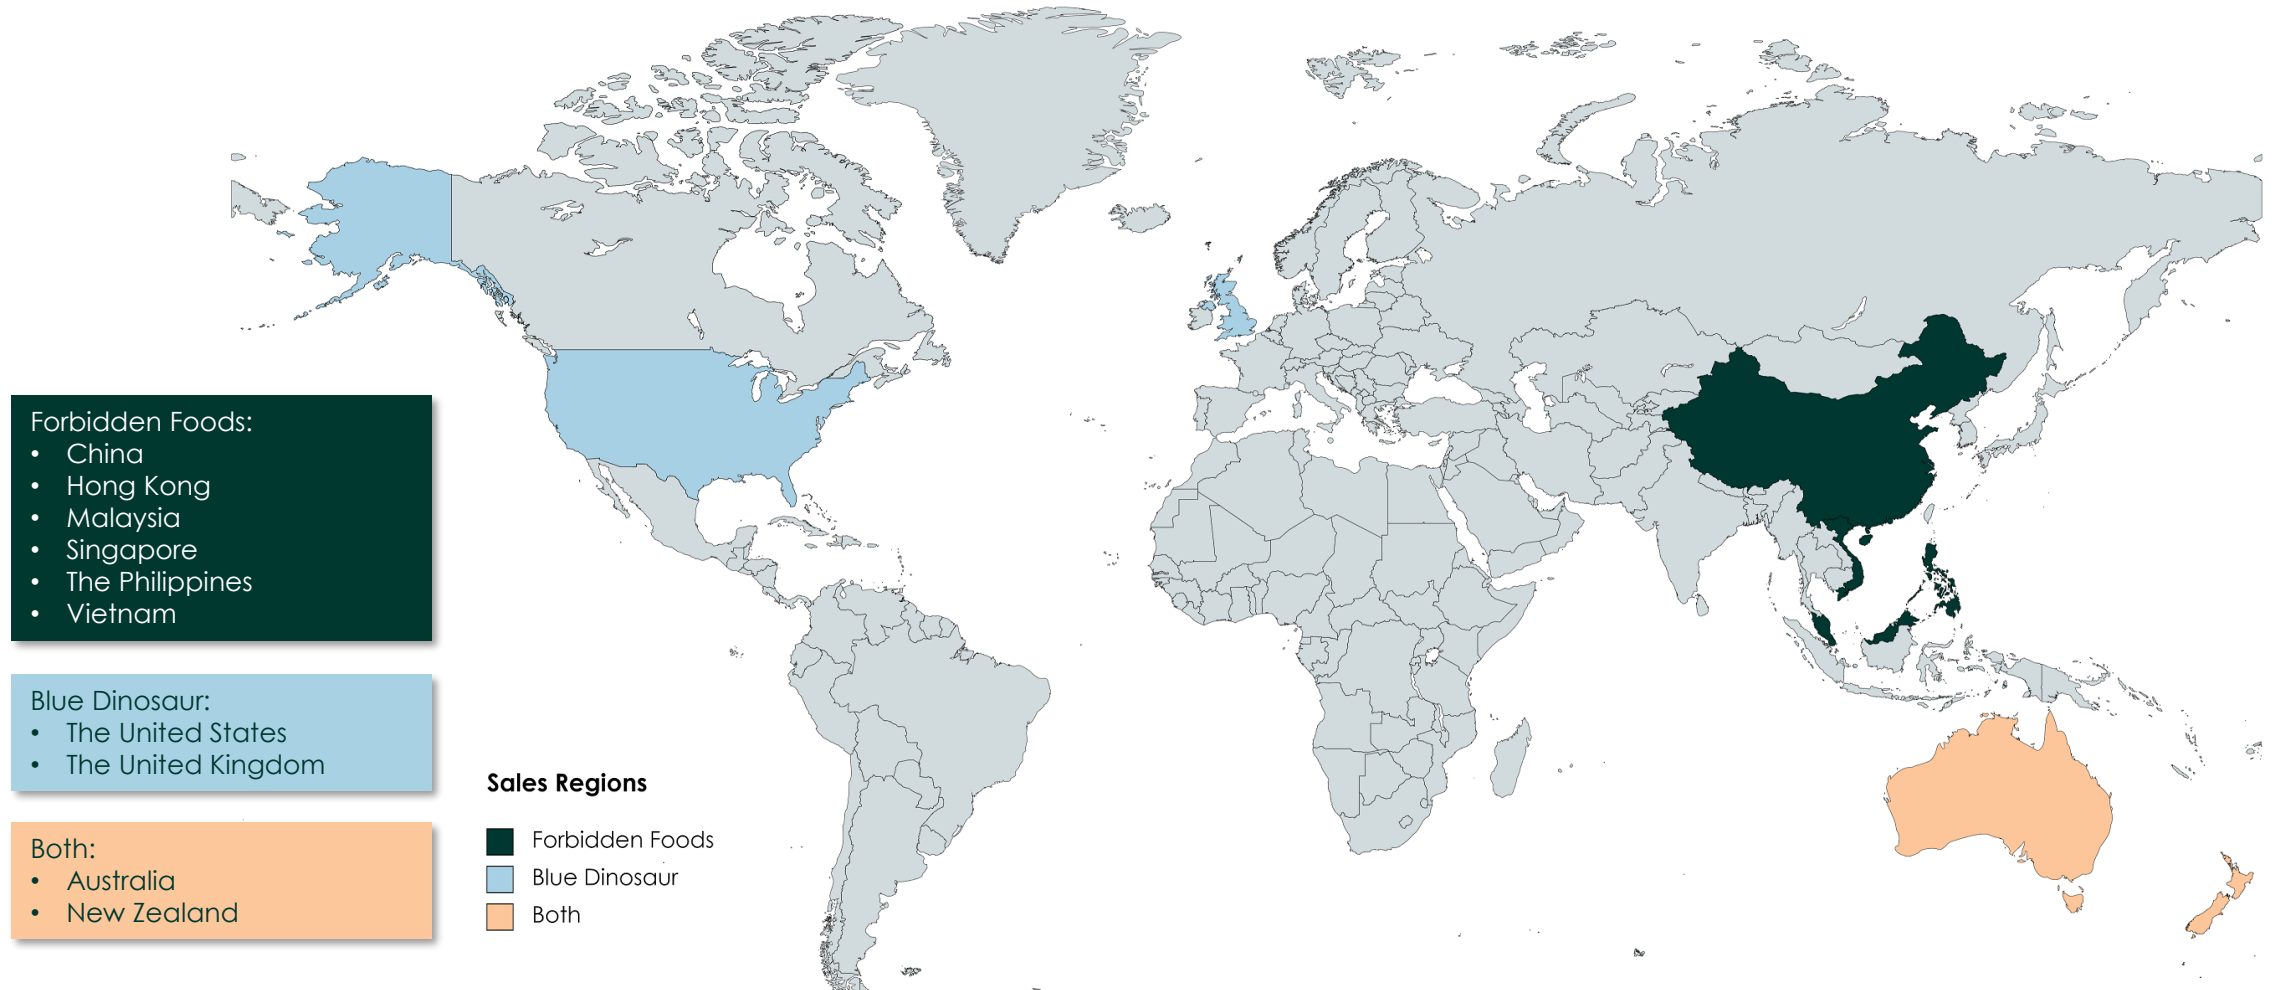 Forbidden Foods:
• China
• Hong Kong
• Malaysia
• Singapore
• The Philippines
• Vietnam
Blue Dinosaur:
• The United States
• The United Kingdom
Both:
• Australia
• New Zealand
Sales Regions
Forbidden Foods
Blue Dinosaur
Both